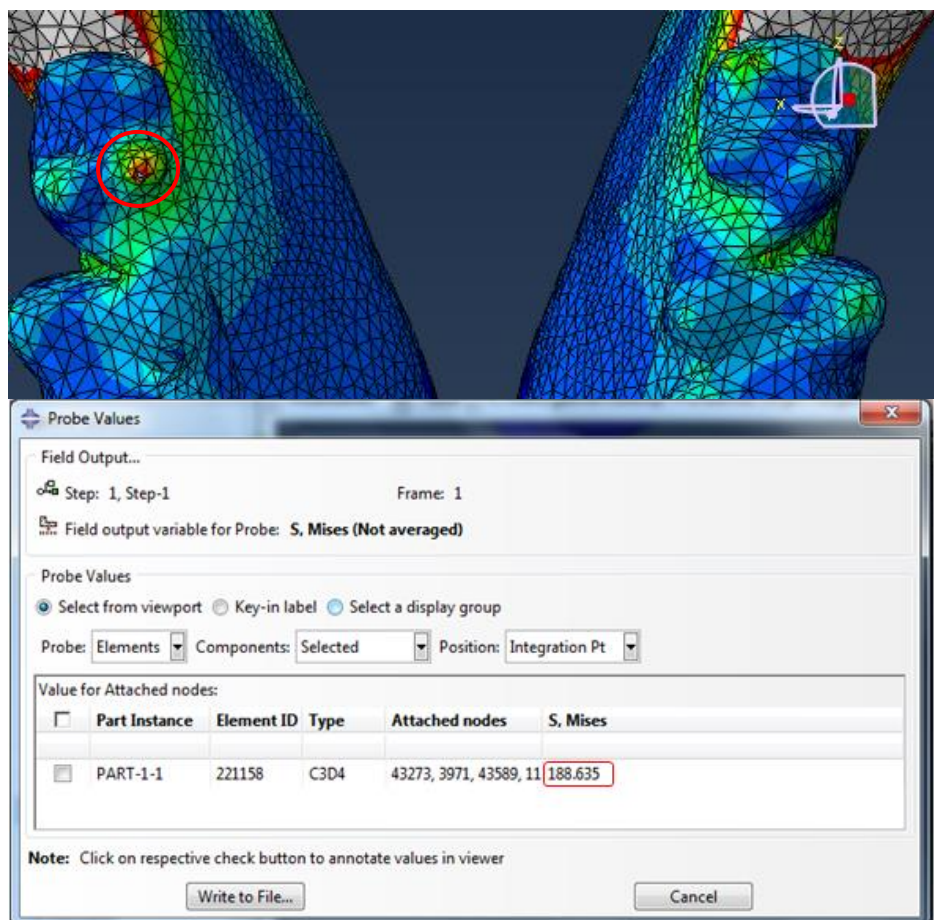 Z
X
Probe Values
Field Output...
Step: 1, Step-1 Frame: 1
Field output variable for Probe: S, Mises (Not averaged)
Probe Values
Select from viewport Key-in label Select a display group
Probe: Elements Components: Selected Position: Integration Pt
Value for Attached nodes:
Part Instance Element ID Type Attached nodes S, Mises
PART-1-1 221158 C3D4 43273, 3971, 43589, 11 188.635
Note: Click on respective check button to annotate values in viewer
Write to File... Cancel